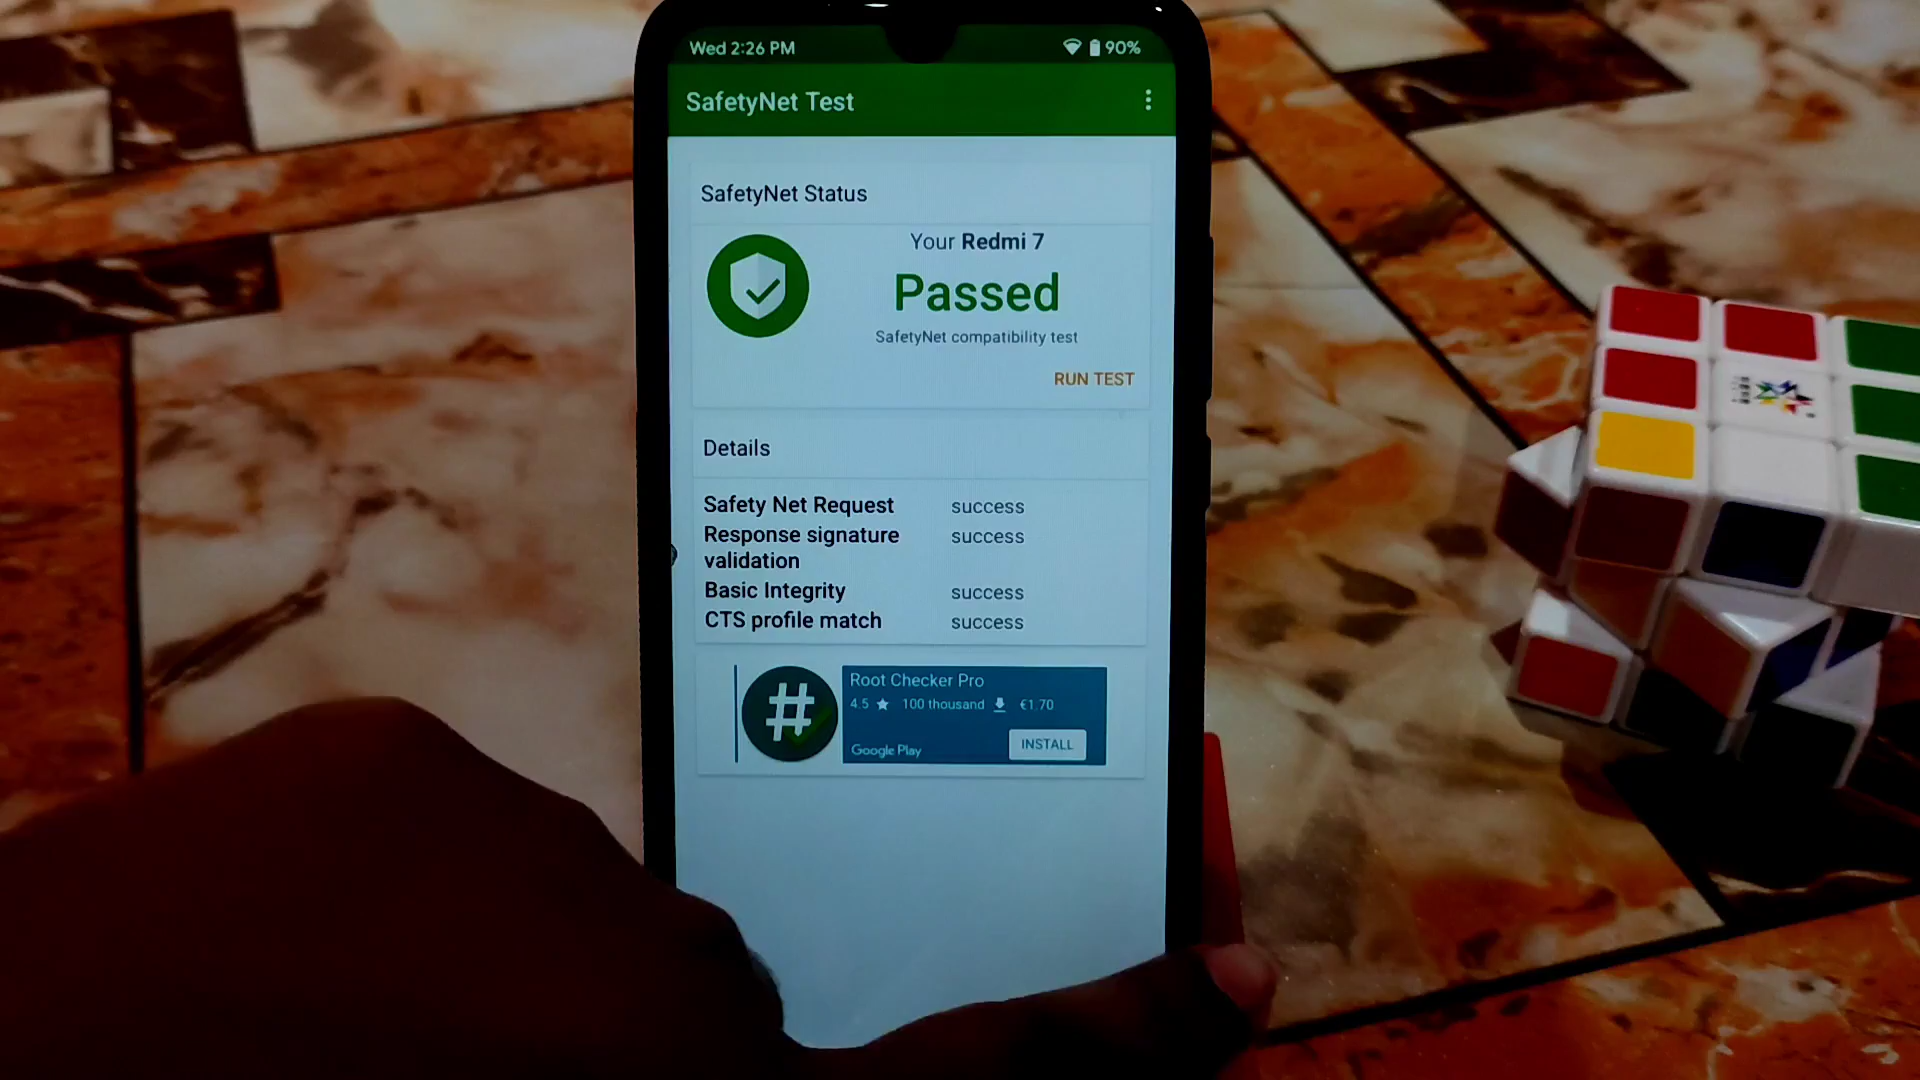 Wed 2:26 PM 90%
SafetyNet Test
SafetyNet Status
Your Redmi 7
Passed
SafetyNet compatibility test
RUN TEST
Details
Safety Net Request success
Response signature success
validation
Basic Integrity success
CTS profile match success
Root Checker Pro
4.5 100 thousand €1.70
Google Play INSTALL